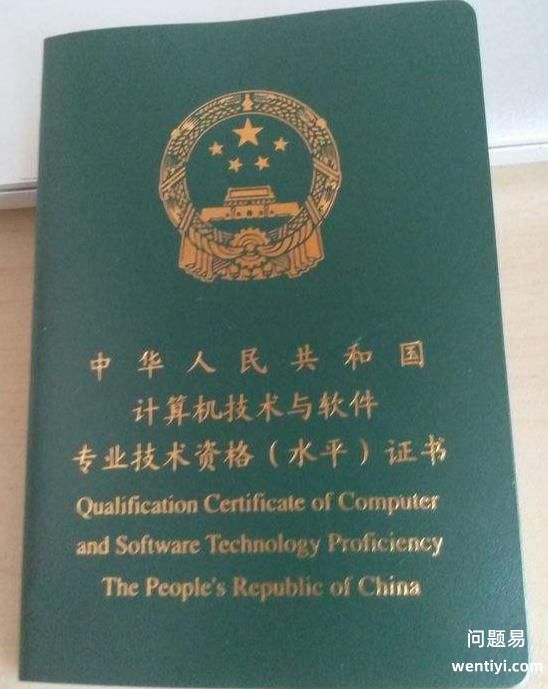 中华人民共和国
计算机技术与软件
专业技术资格（水平）证书
Qualification Certificate of Computer
and Software Technology Proficiency
The People's Republic of China
问题易
wentiyi.com